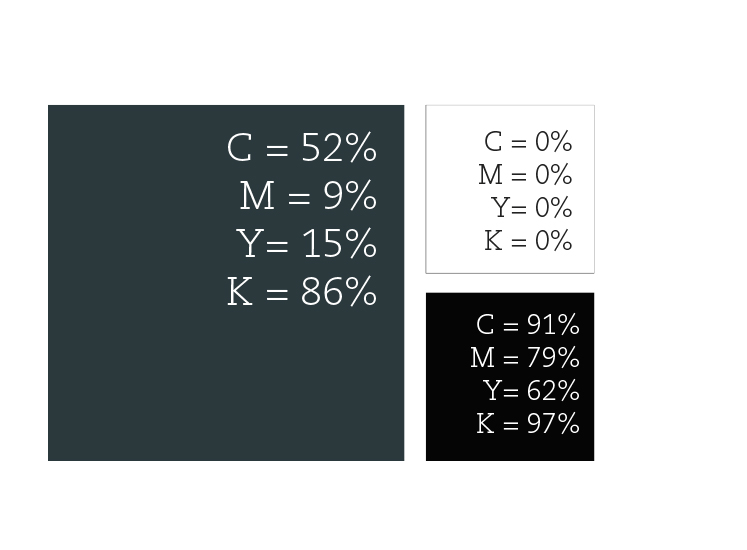 C = 52%
M = 9%
Y= 15%
K = 86%
C = 0%
M = 0%
Y= 0%
K = 0%
C = 91%
M = 79%
Y= 62%
K = 97%